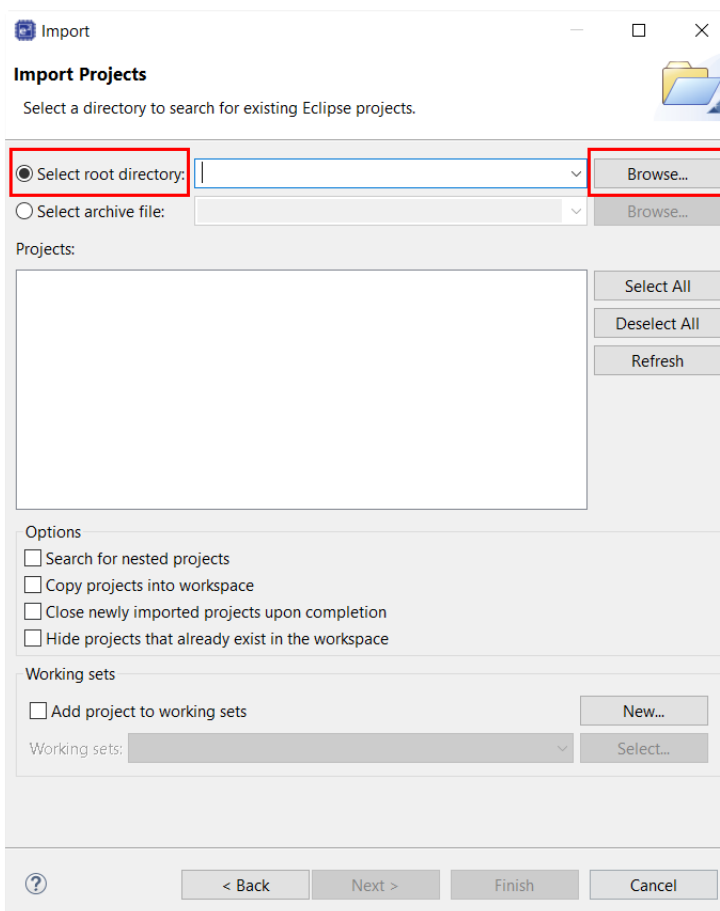 Import
Import Projects
Select a directory to search for existing Eclipse projects.
Select root directory: Browse...
Select archive file: Browse...
Projects:
Select All
Deselect All
Refresh
Options
Search for nested projects
Copy projects into workspace
Close newly imported projects upon completion
Hide projects that already exist in the workspace
Working sets
Add project to working sets New...
Working sets: Select...
? < Back Next > Finish Cancel